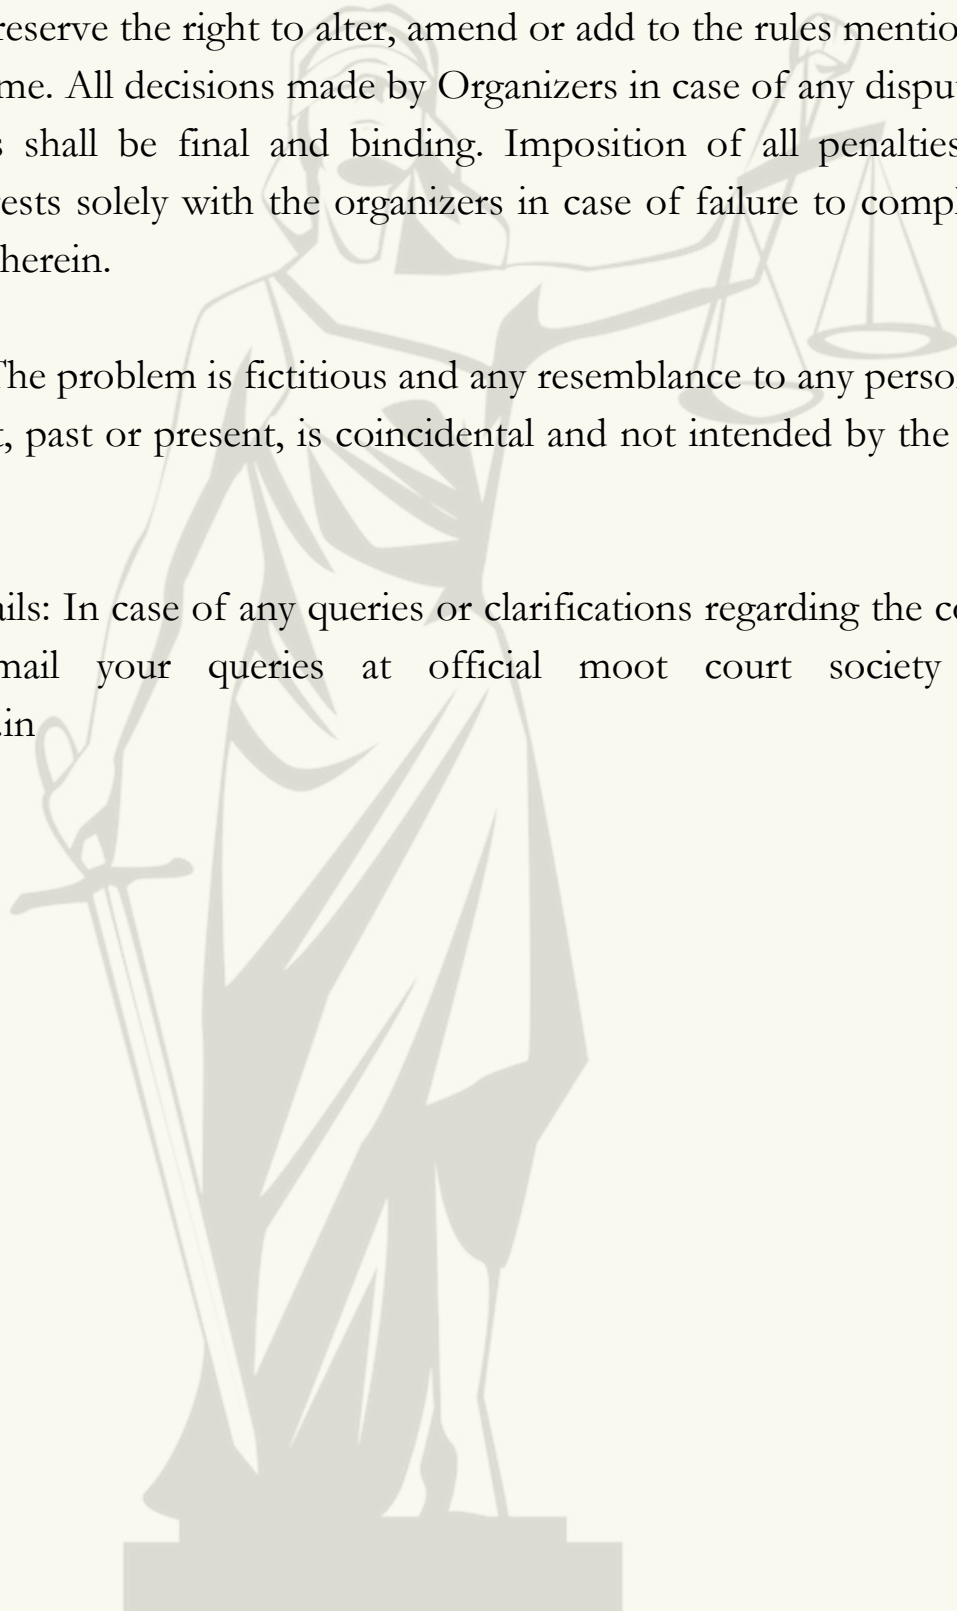 reserve the right to alter, amend or add to the rules mentio
me. All decisions made by Organizers in case of any disput
s shall be final and binding. Imposition of all penalties
rests solely with the organizers in case of failure to compl
herein.
The problem is fictitious and any resemblance to any perso
t, past or present, is coincidental and not intended by the
ails: In case of any queries or clarifications regarding the co
mail your queries at official moot court society
.in